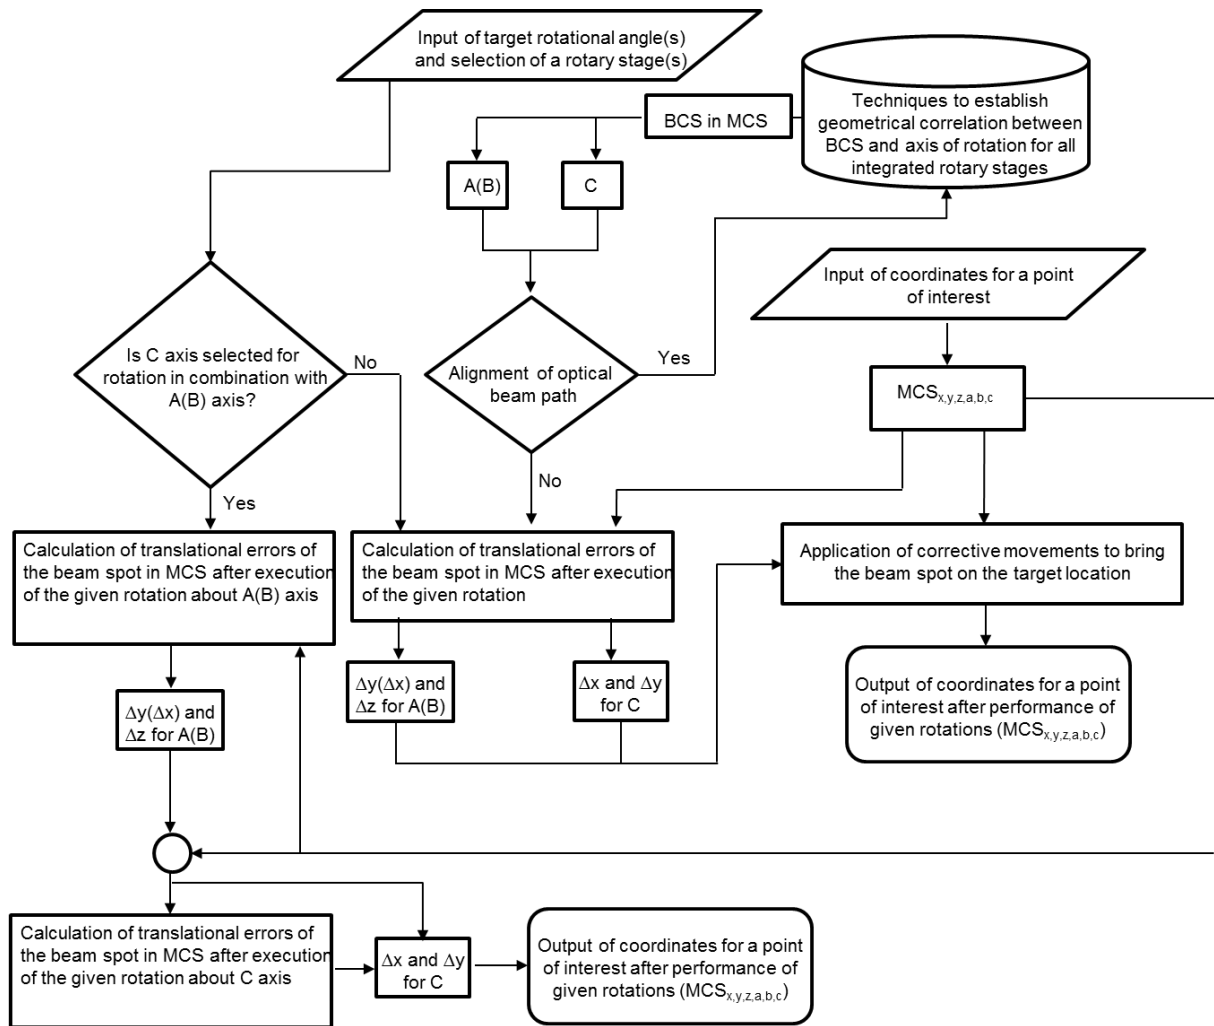 Input of target rotational angle(s)
and selection of a rotary stage(s)
Techniques to establish
geometrical correlation between
BCS and axis of rotation for all
integrated rotary stages
BCS in MCS
A(B)
C
Input of coordinates for a point
of interest
Is C axis selected for
rotation in combination with
A(B) axis?
No
Alignment of optical
beam path
Yes
MCSx,y,z,a,b,c
Yes
No
Calculation of translational errors of
the beam spot in MCS after execution
of the given rotation about A(B) axis
Calculation of translational errors of
the beam spot in MCS after execution
of the given rotation
Application of corrective movements to bring
the beam spot on the target location
Δy(Δx) and
Δz for A(B)
Δy(Δx) and
Δz for A(B)
Δx and Δy
for C
Output of coordinates for a point
of interest after performance of
given rotations (MCSx,y,z,a,b,c)
Calculation of translational errors of
the beam spot in MCS after execution
of the given rotation about C axis
Δx and Δy
for C
Output of coordinates for a point
of interest after performance of
given rotations (MCSx,y,z,a,b,c)